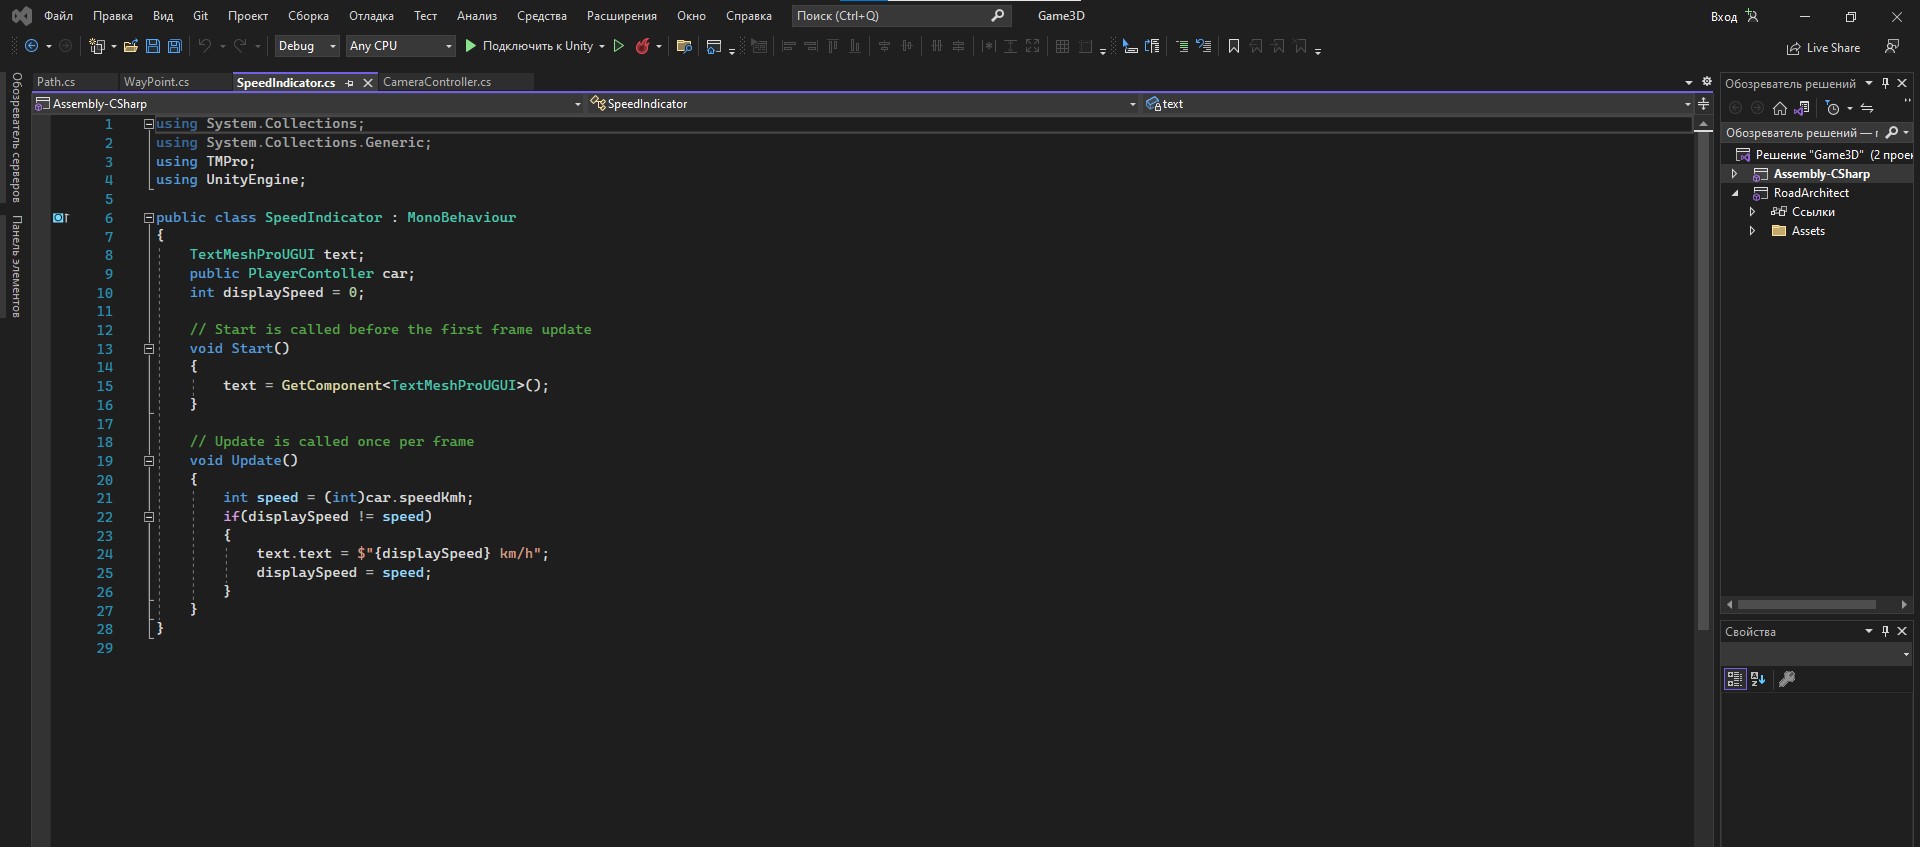 Файл Правка Вид Git Проект Сборка Отладка Тест Анализ Средства Расширения Окно Справка Поиск (Ctrl+Q) Game3D Вход
Debug Any CPU Подключить к Unity Live Share
Path.cs WayPoint.cs SpeedIndicator.cs CameraController.cs
Assembly-CSharp SpeedIndicator text
Обозреватель серверов
Панель элементов
1 using System.Collections;
2 using System.Collections.Generic;
3 using TMPro;
4 using UnityEngine;
5
6 public class SpeedIndicator : MonoBehaviour
7 {
8 TextMeshProUGUI text;
9 public PlayerContoller car;
10 int displaySpeed = 0;
11
12 // Start is called before the first frame update
13 void Start()
14 {
15 text = GetComponent<TextMeshProUGUI>();
16 }
17
18 // Update is called once per frame
19 void Update()
20 {
21 int speed = (int)car.speedKmh;
22 if(displaySpeed != speed)
23 {
24 text.text = $"{displaySpeed} km/h";
25 displaySpeed = speed;
26 }
27 }
28 }
29
Обозреватель решений
Обозреватель решений —
Решение "Game3D" (2 прое
Assembly-CSharp
RoadArchitect
Ссылки
Assets
Свойства